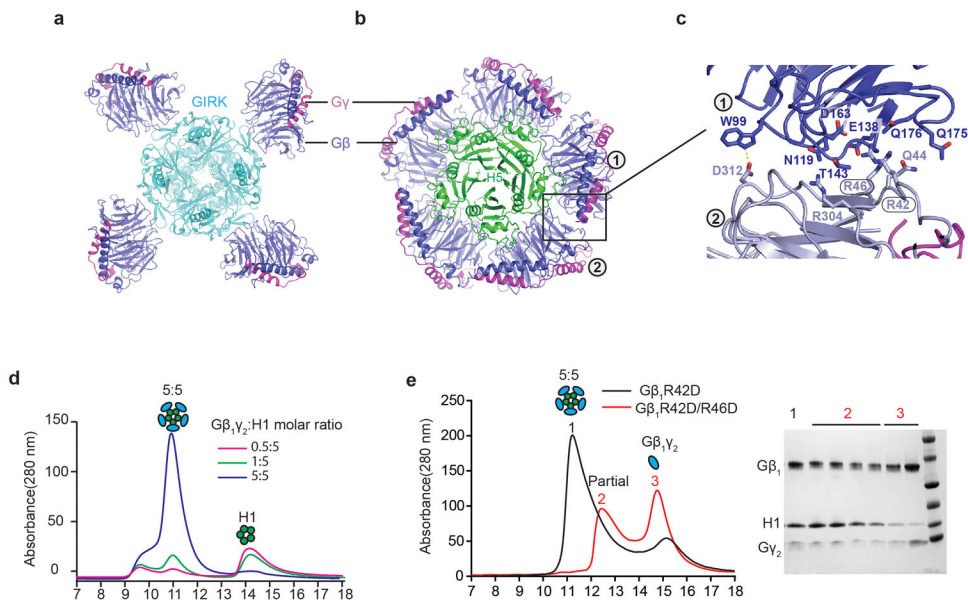 a
b
c
GIRK
Gγ
Gβ
H5
1
2
1
W99
D163
E138
Q176
Q175
N119
T143
Q44
D312
R46
R42
R304
2
d
5:5
Gβ₁γ₂:H1 molar ratio
0.5:5
1:5
5:5
H1
Absorbance(280 nm)
150
100
50
0
7 8 9 10 11 12 13 14 15 16 17 18
e
5:5
Gβ₁R42D
Gβ₁R42D/R46D
Gβ₁γ₂
1
Partial
2
3
Absorbance(280 nm)
250
200
150
100
50
0
7 8 9 10 11 12 13 14 15 16 17 18
1 2 3
Gβ₁
H1
Gγ₂